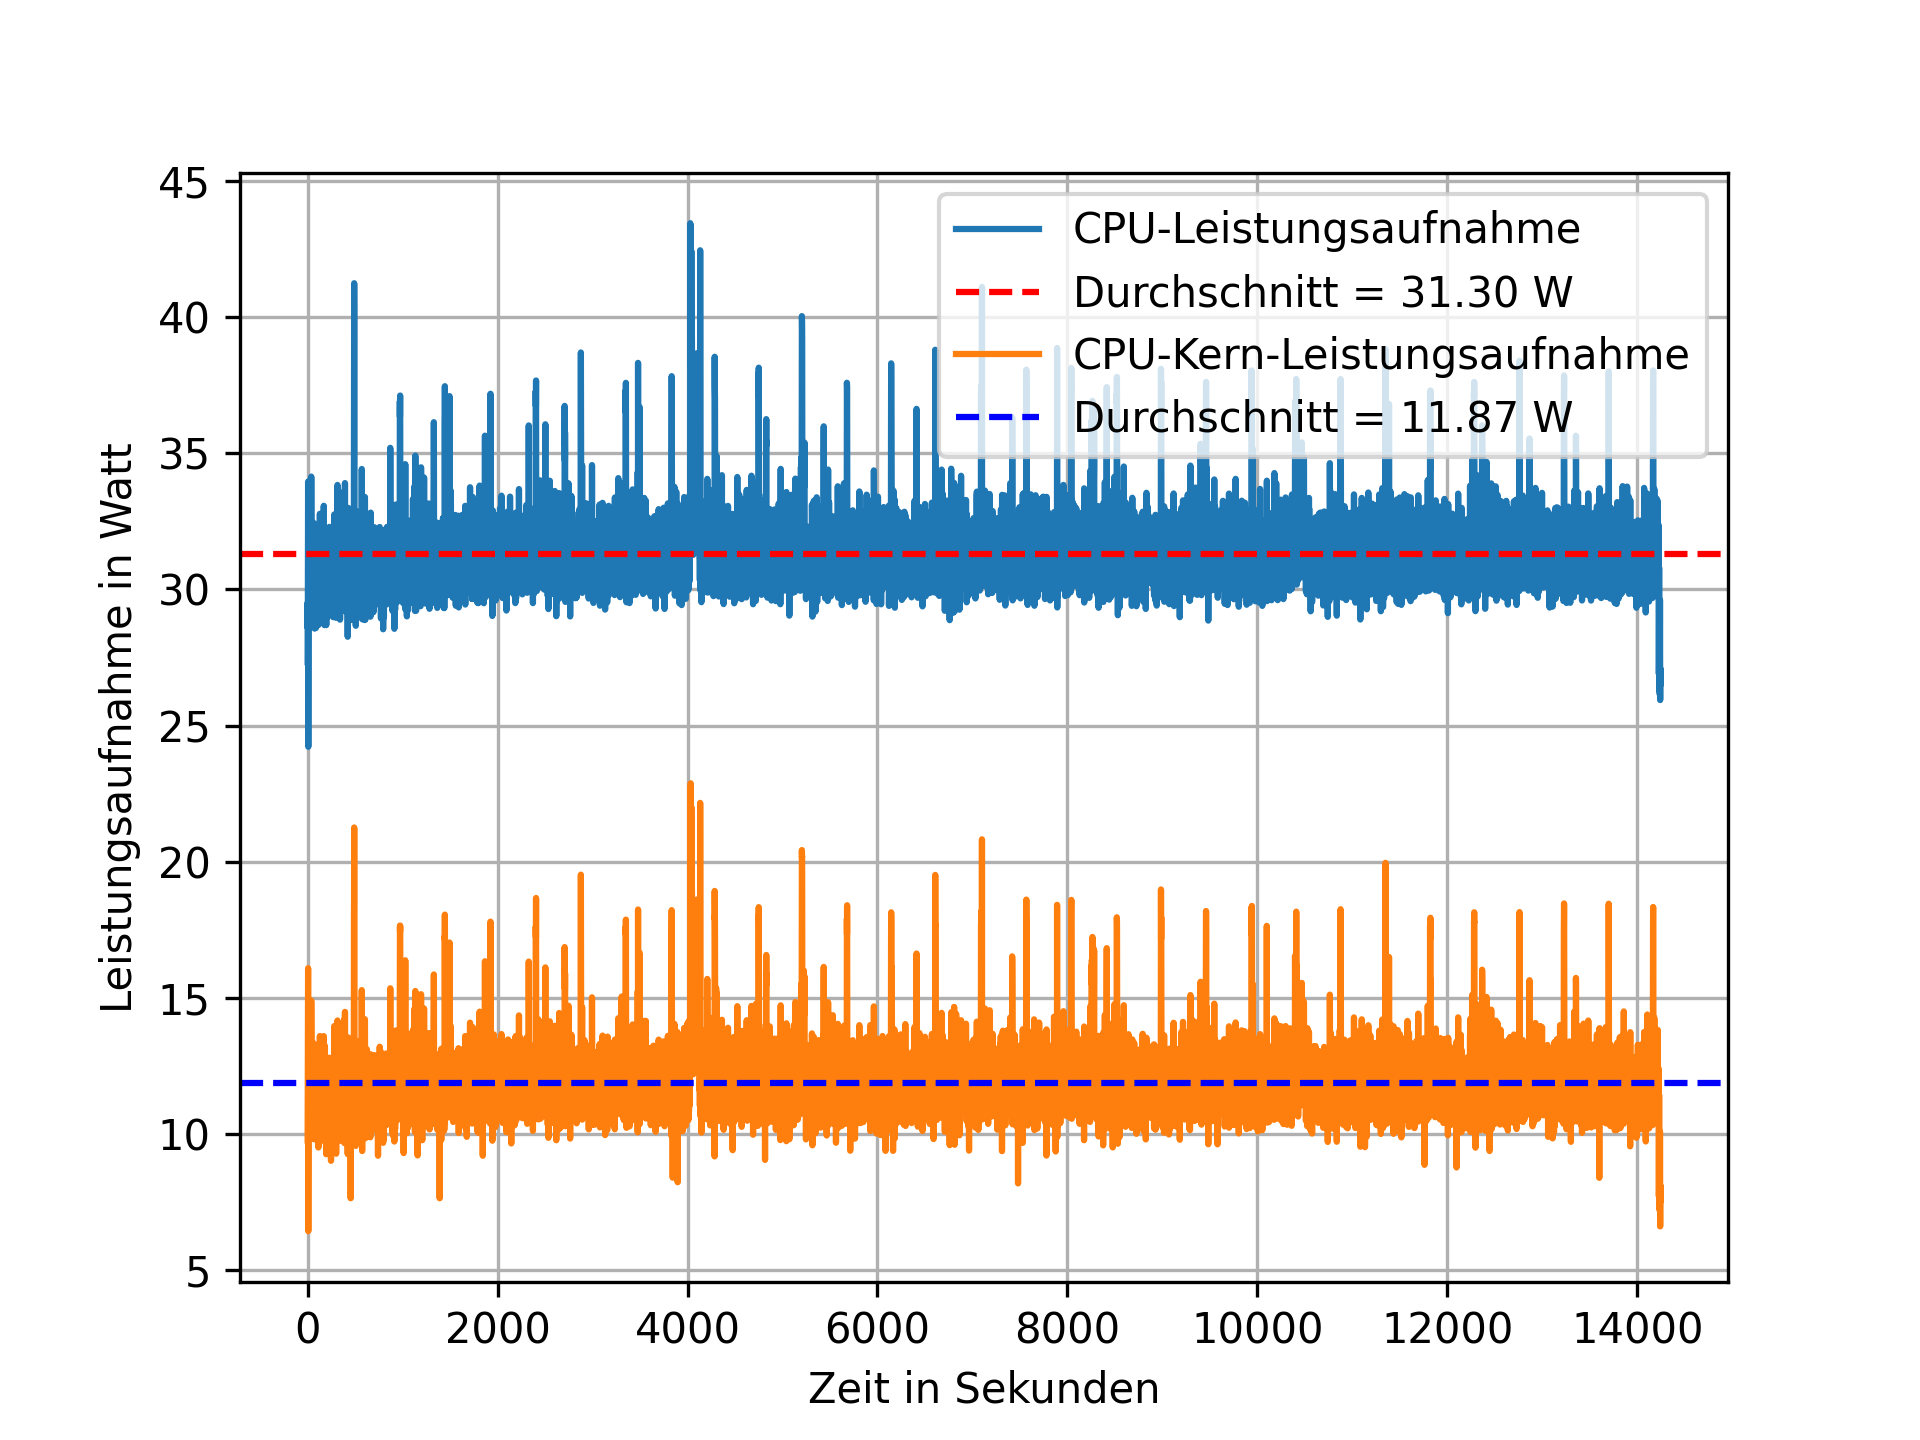 45
40
35
30
25
20
15
10
5
Leistungsaufnahme in Watt
CPU-Leistungsaufnahme
Durchschnitt = 31.30 W
CPU-Kern-Leistungsaufnahme
Durchschnitt = 11.87 W
0 2000 4000 6000 8000 10000 12000 14000
Zeit in Sekunden